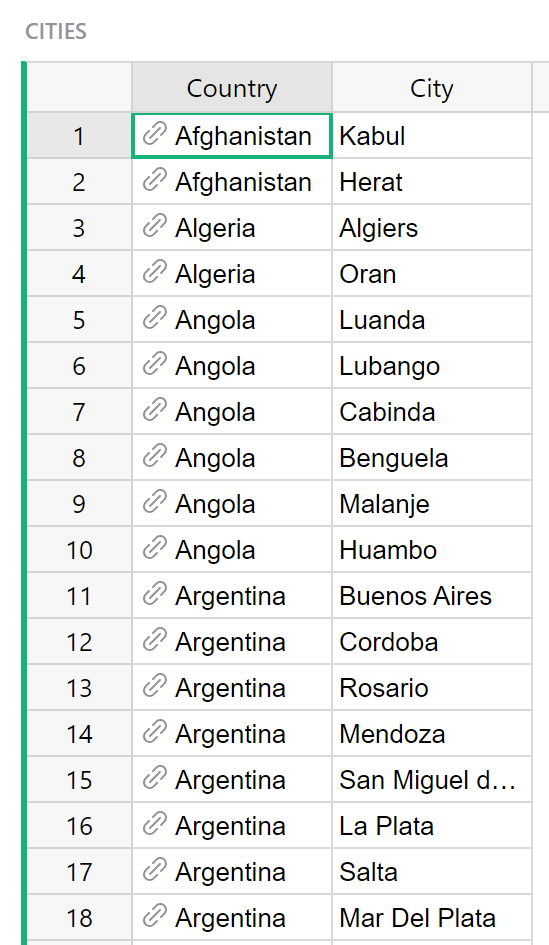 CITIES
Country City
1 Afghanistan Kabul
2 Afghanistan Herat
3 Algeria Algiers
4 Algeria Oran
5 Angola Luanda
6 Angola Lubango
7 Angola Cabinda
8 Angola Benguela
9 Angola Malanje
10 Angola Huambo
11 Argentina Buenos Aires
12 Argentina Cordoba
13 Argentina Rosario
14 Argentina Mendoza
15 Argentina San Miguel d…
16 Argentina La Plata
17 Argentina Salta
18 Argentina Mar Del Plata